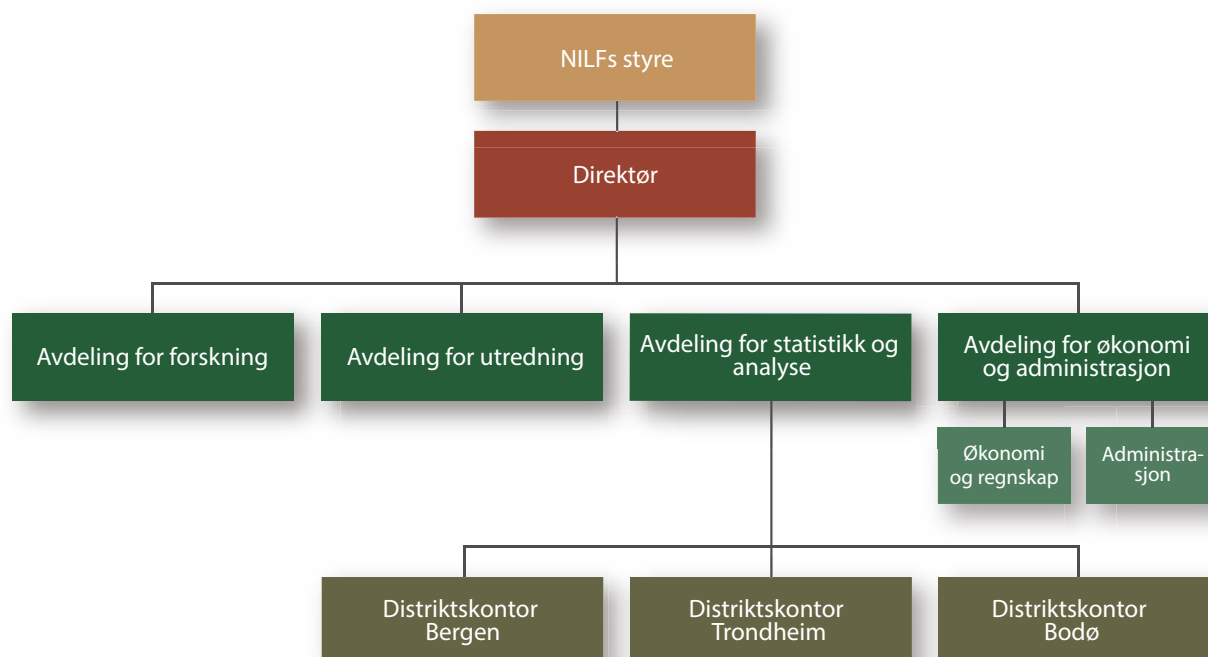 NILFs styre
Direktør
Avdeling for forskning
Avdeling for utredning
Avdeling for statistikk og
analyse
Avdeling for økonomi
og administrasjon
Økonomi
og regnskap
Administra-
sjon
Distriktskontor
Bergen
Distriktskontor
Trondheim
Distriktskontor
Bodø